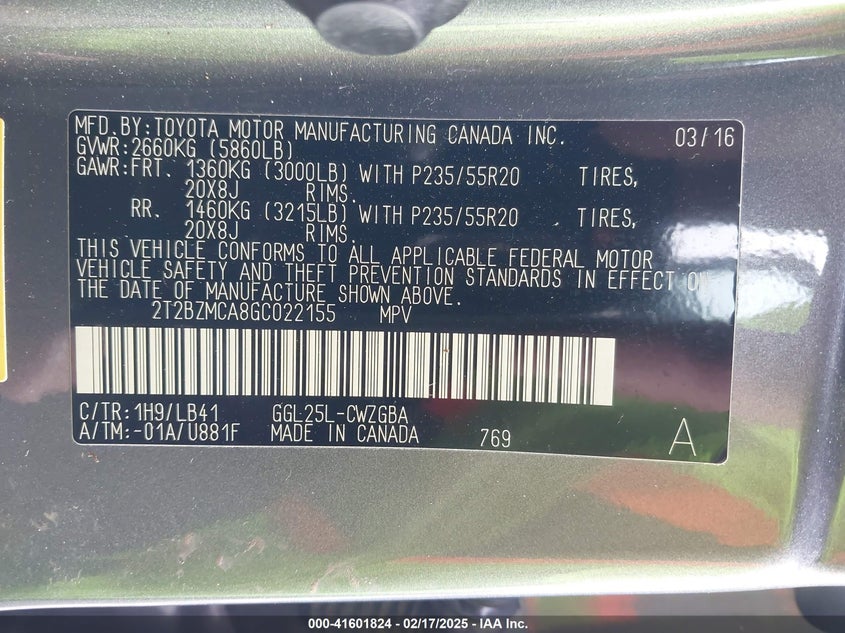 MFD.BY:TOYOTA MOTOR MANUFACTURING CANADA INC. 03/16
GVWR:2660KG (5860LB)
GAWR:FRT. 1360KG (3000LB) WITH P235/55R20 TIRES,
20X8J RIMS.
RR. 1460KG (3215LB) WITH P235/55R20 TIRES,
20X8J RIMS.
THIS VEHICLE CONFORMS TO ALL APPLICABLE FEDERAL MOTOR
VEHICLE SAFETY AND THEFT PREVENTION STANDARDS IN EFFECT ON
THE DATE OF MANUFACTURE SHOWN ABOVE.
2T2BZMCA8GC022155 MPV
C/TR:1H9/LB41 GGL25L-CWZGBA
A/TM:-01A/U881F MADE IN CANADA 769 A
000-41601824 - 02/17/2025 - IAA Inc.